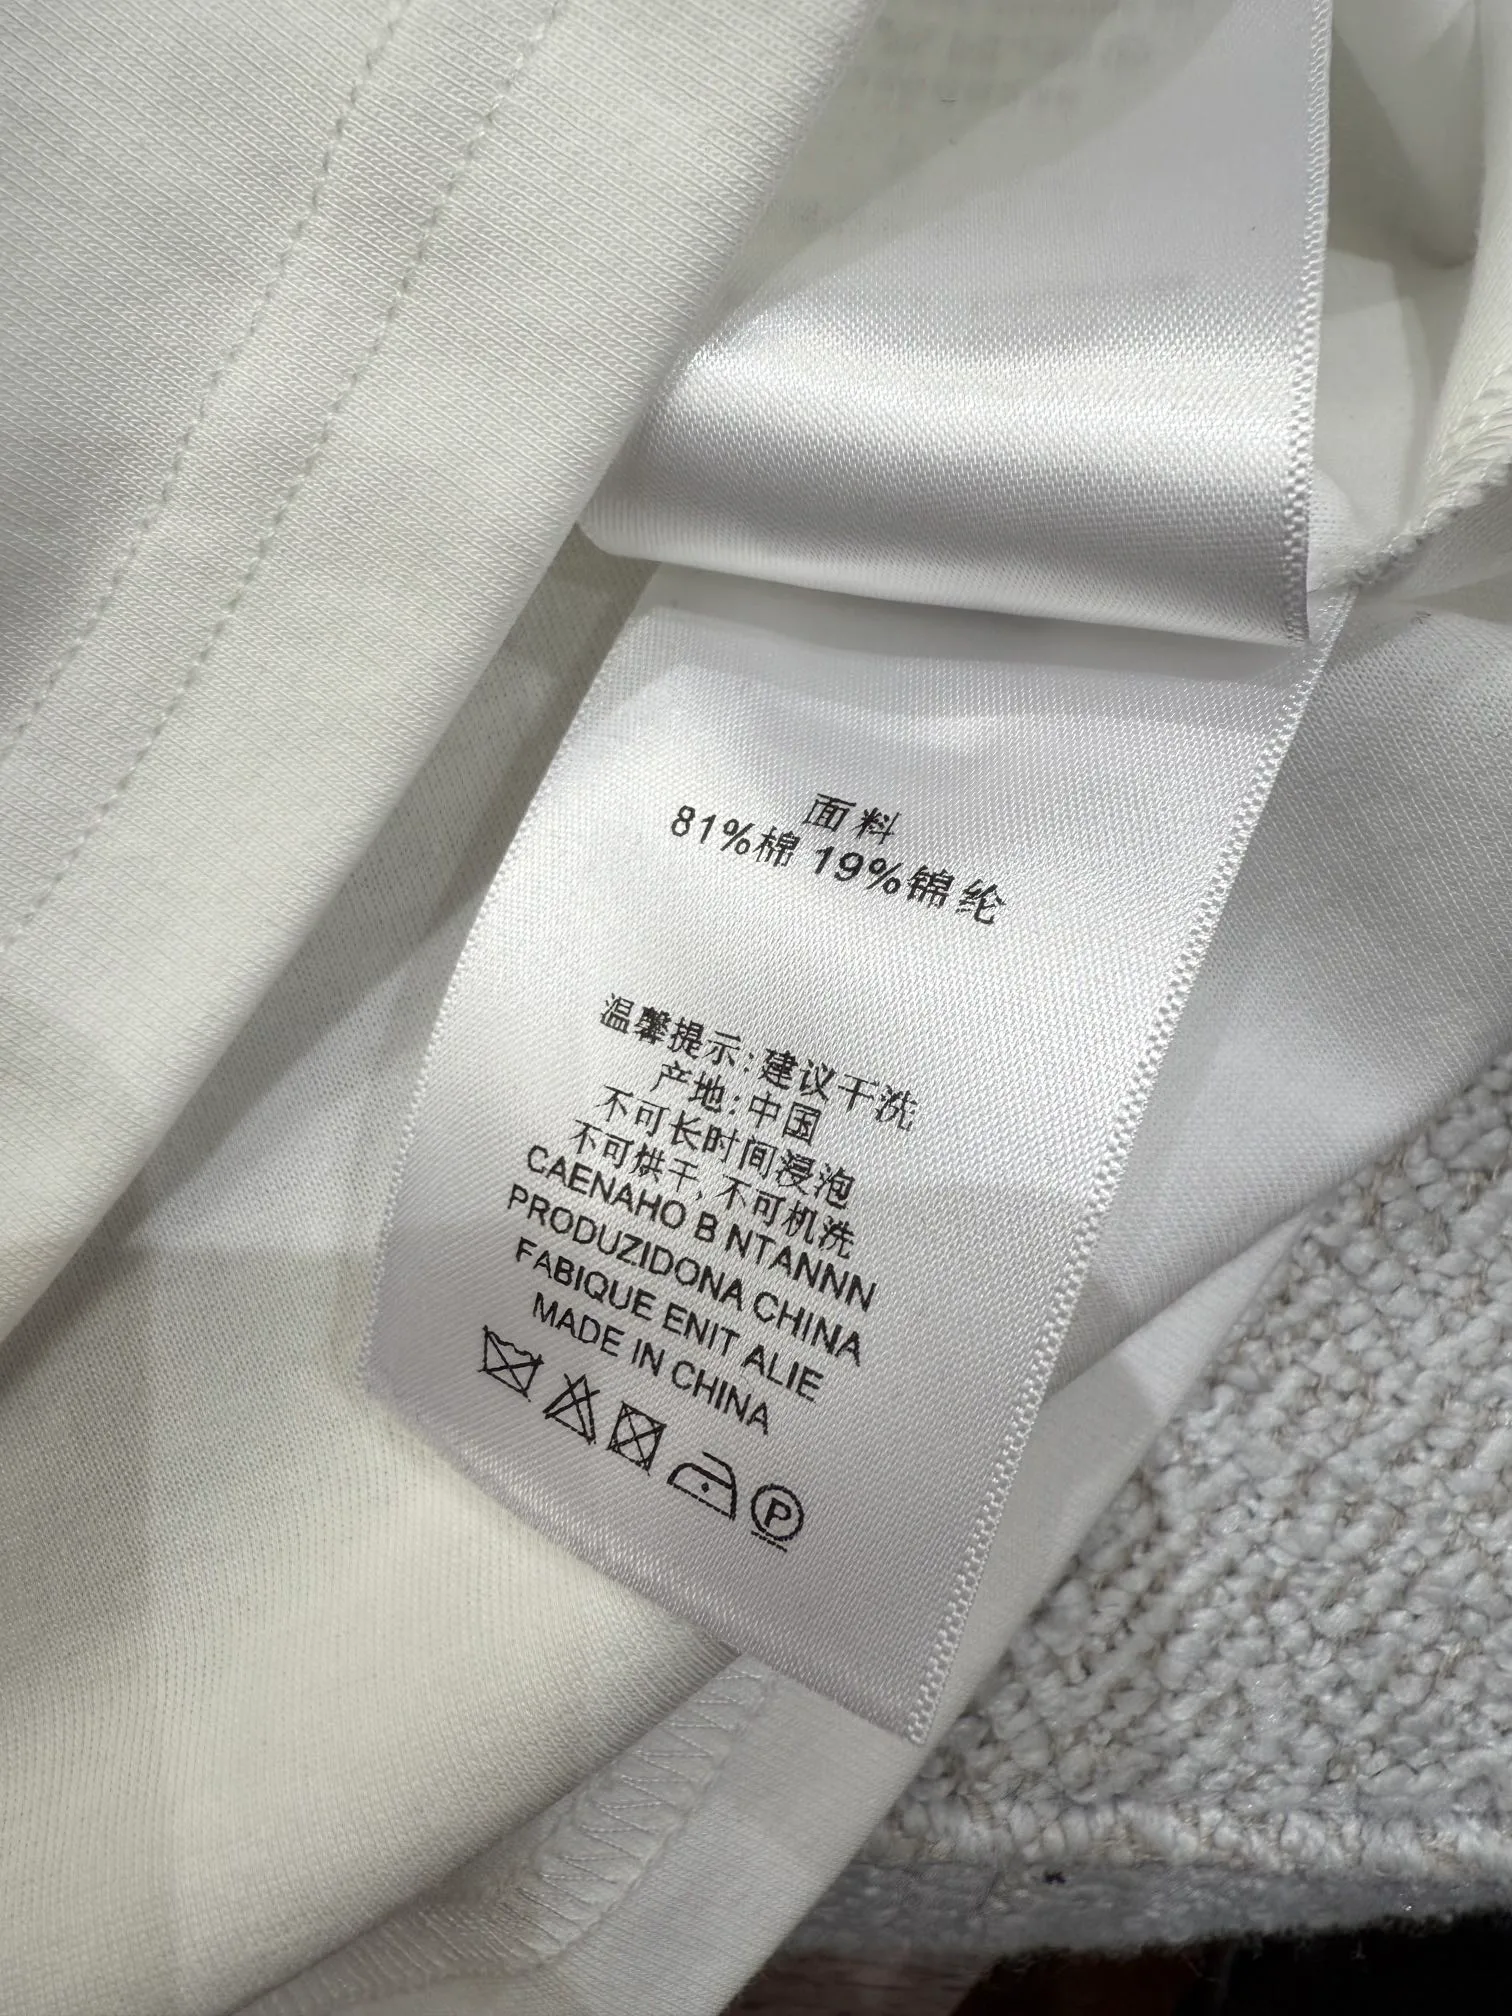 面料
81%棉 19%锦纶
温馨提示:建议干洗
产地:中国
不可长时间浸泡
不可烘干,不可机洗
CAENAHO B NTANNN
PRODUZIDONA CHINA
FABIQUE ENIT ALIE
MADE IN CHINA
P